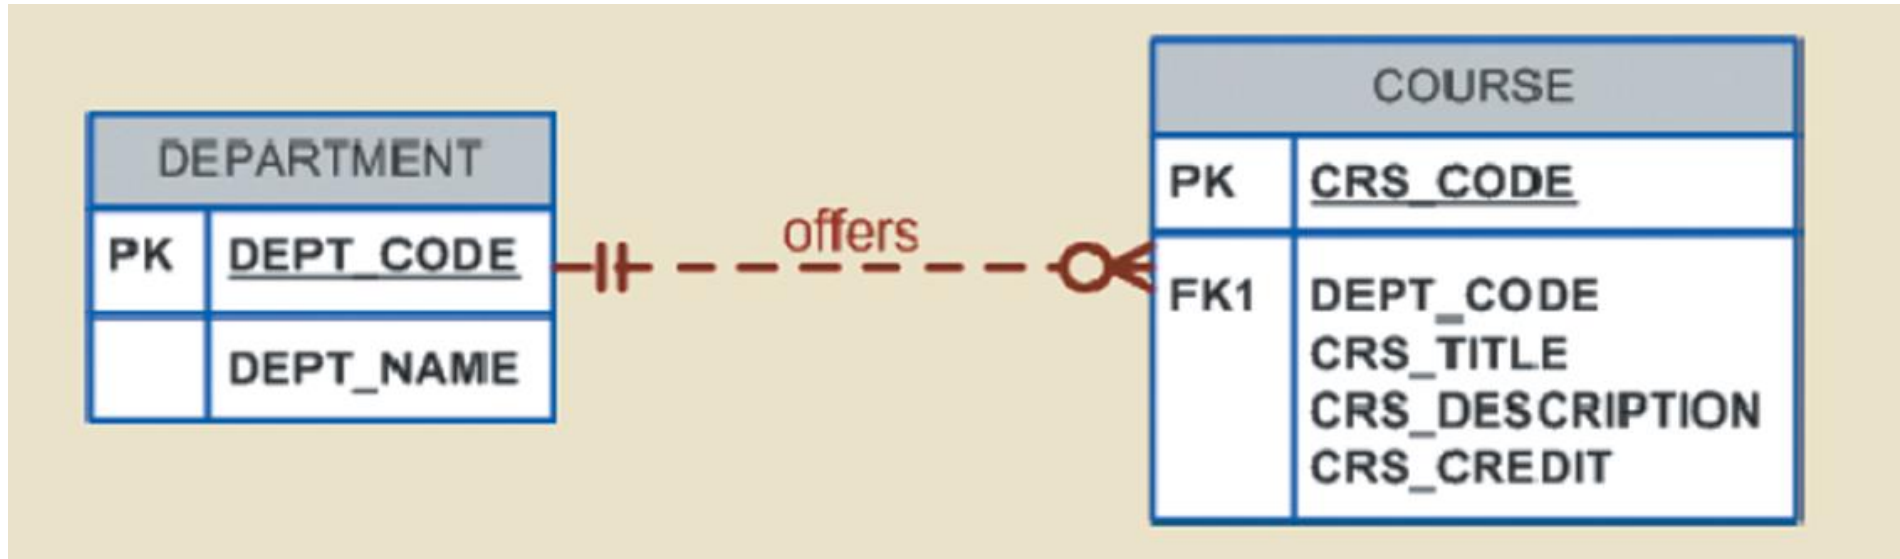 DEPARTMENT
PK DEPT_CODE
DEPT_NAME
offers
COURSE
PK CRS_CODE
FK1 DEPT_CODE
CRS_TITLE
CRS_DESCRIPTION
CRS_CREDIT